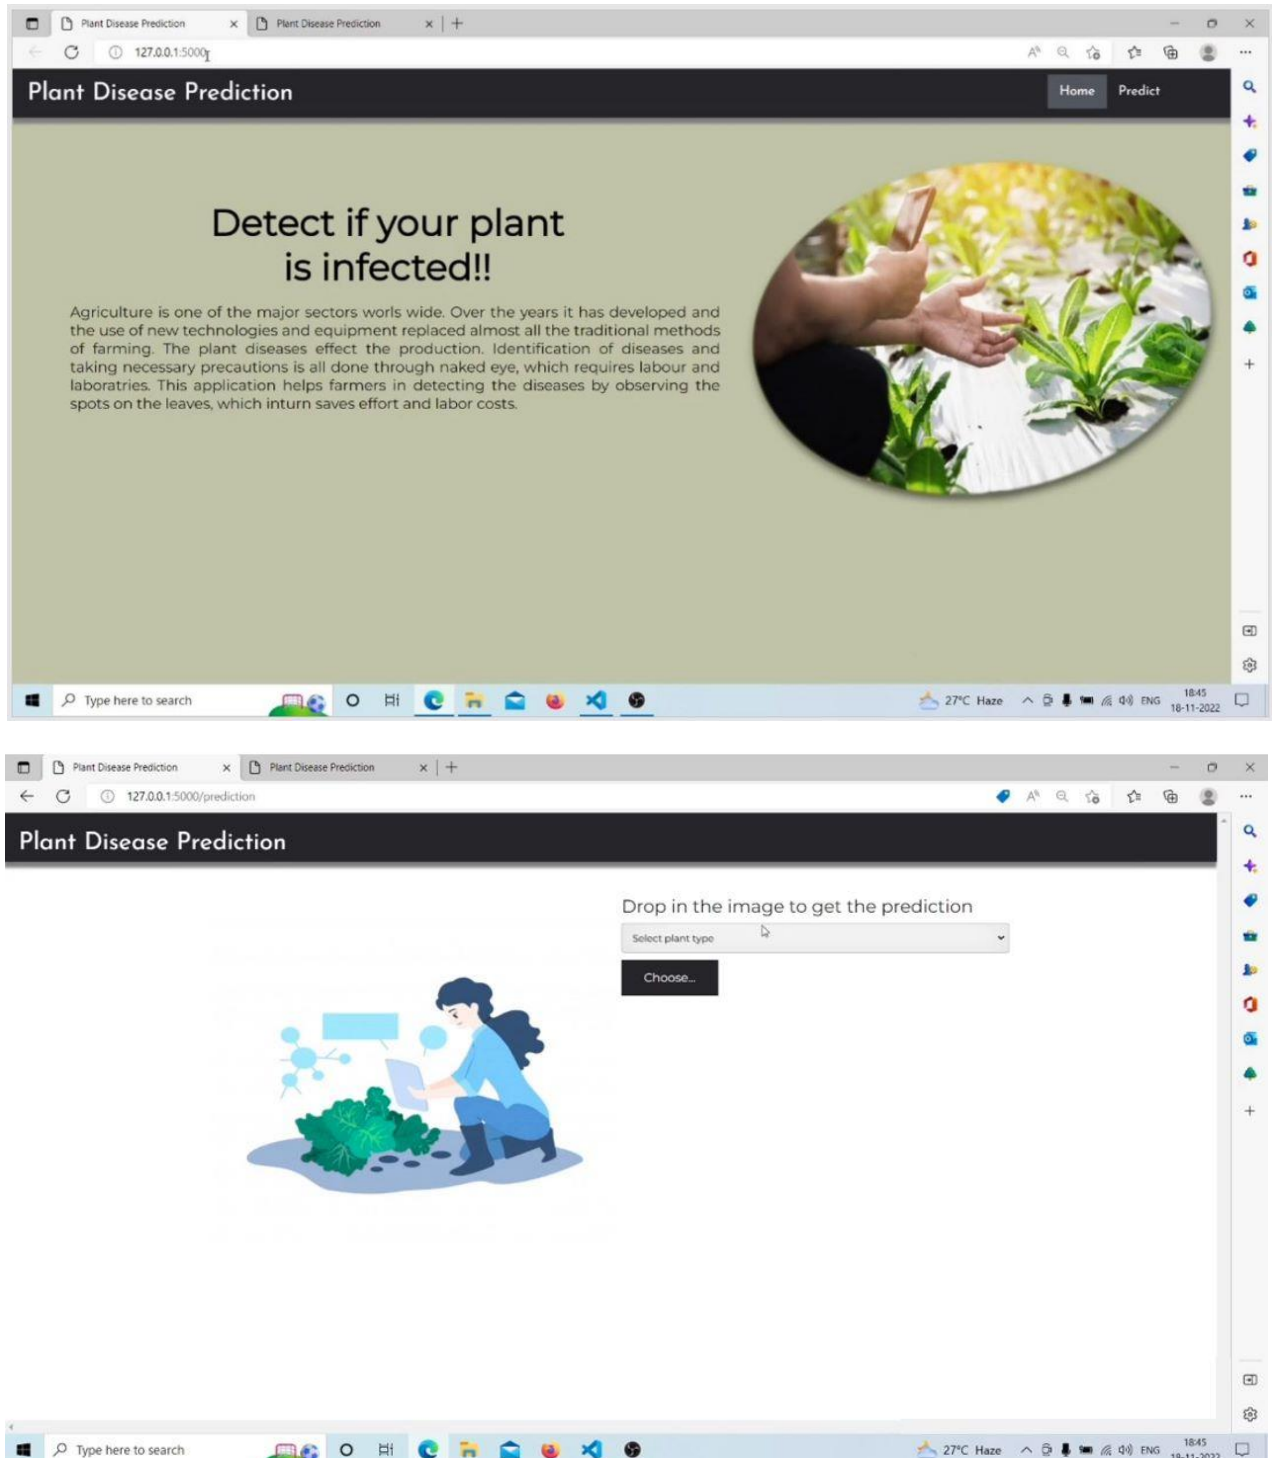 Plant Disease Prediction
Plant Disease Prediction
127.0.0.1:5000
Plant Disease Prediction
Home
Predict
Detect if your plant
is infected!!
Agriculture is one of the major sectors worls wide. Over the years it has developed and
the use of new technologies and equipment replaced almost all the traditional methods
of farming. The plant diseases effect the production. Identification of diseases and
taking necessary precautions is all done through naked eye, which requires labour and
laboratries. This application helps farmers in detecting the diseases by observing the
spots on the leaves, which inturn saves effort and labor costs.
Type here to search
27°C Haze
ENG
18:45
18-11-2022
Plant Disease Prediction
Plant Disease Prediction
127.0.0.1:5000/prediction
Plant Disease Prediction
Drop in the image to get the prediction
Select plant type
Choose...
Type here to search
27°C Haze
ENG
18:45
18-11-2022